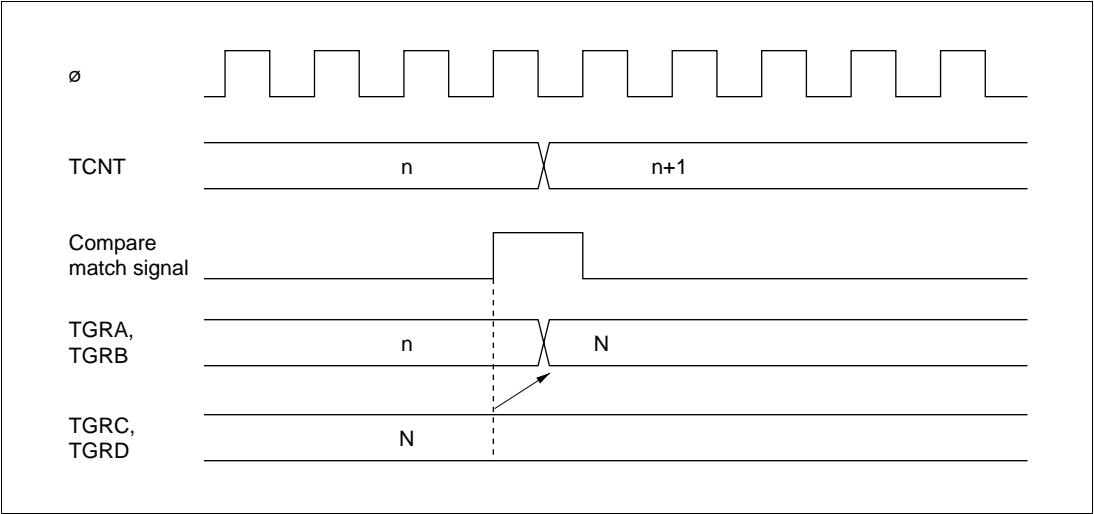 ø
TCNT
n
n+1
Compare
match signal
TGRA,
TGRB
n
N
TGRC,
TGRD
N